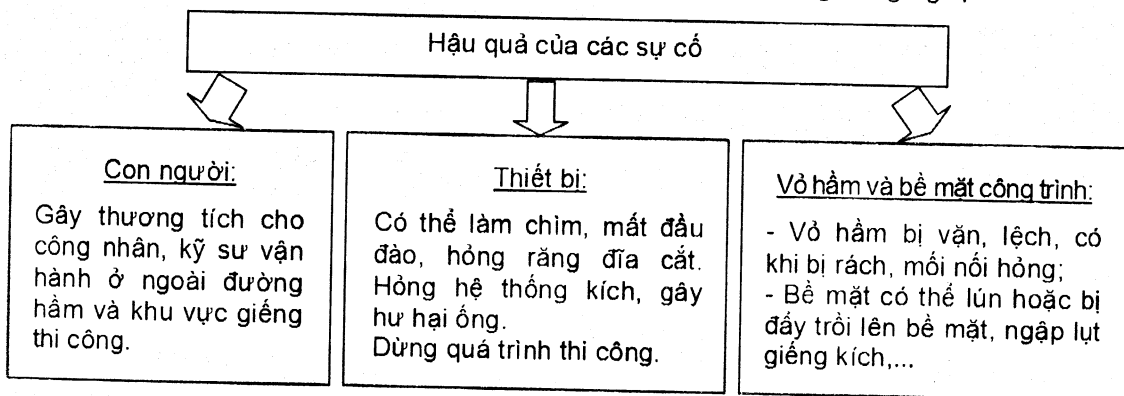 Hậu quả của các sự cố
Con người:
Gây thương tích cho
công nhân, kỹ sư vận
hành ở ngoài đường
hầm và khu vực giếng
thi công.
Thiết bị:
Có thể làm chìm, mất đầu
đào, hỏng răng đĩa cắt.
Hỏng hệ thống kích, gây
hư hại ống.
Dừng quá trình thi công.
Vỏ hầm và bề mặt công trình:
- Vỏ hầm bị vặn, lệch, có
khi bị rách, mối nối hỏng;
- Bề mặt có thể lún hoặc bị
đẩy trồi lên bề mặt, ngập lụt
giếng kích,...